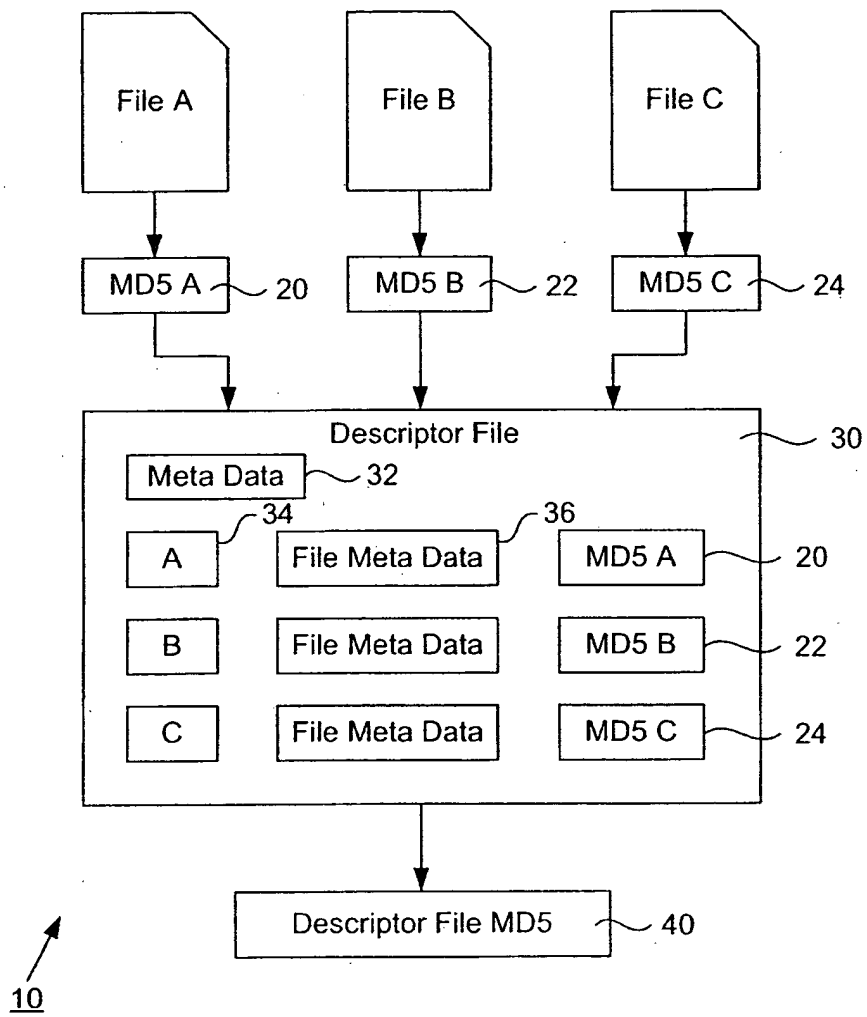 File A
File B
File C
MD5 A
20
MD5 B
22
MD5 C
24
Descriptor File
30
Meta Data
32
34
36
A
File Meta Data
MD5 A
20
B
File Meta Data
MD5 B
22
C
File Meta Data
MD5 C
24
Descriptor File MD5
40
10